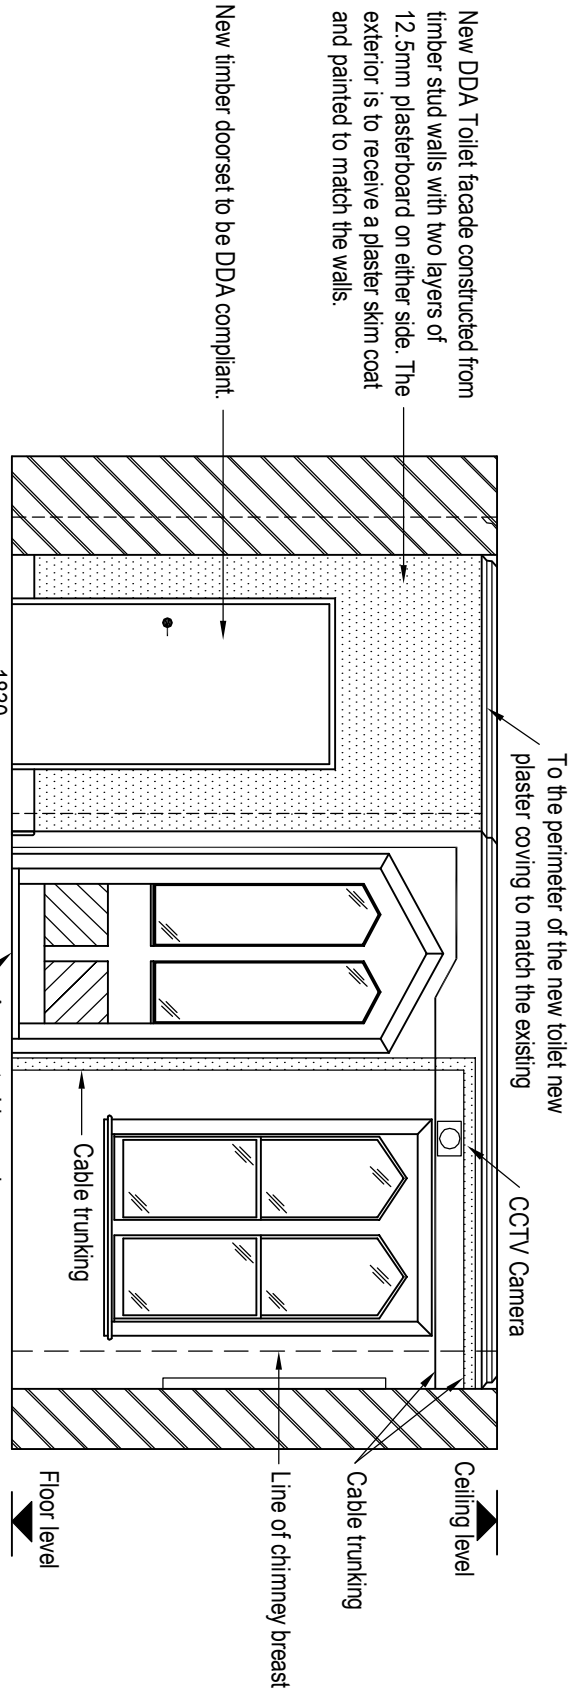 To the perimeter of the new toilet new
plaster coving to match the existing
CCTV Camera
New DDA Toilet facade constructed from
timber stud walls with two layers of
12.5mm plasterboard on either side. The
exterior is to receive a plaster skim coat
and painted to match the walls.
New timber doorset to be DDA compliant.
Ceiling level
Cable trunking
Line of chimney breast
Cable trunking
Floor level